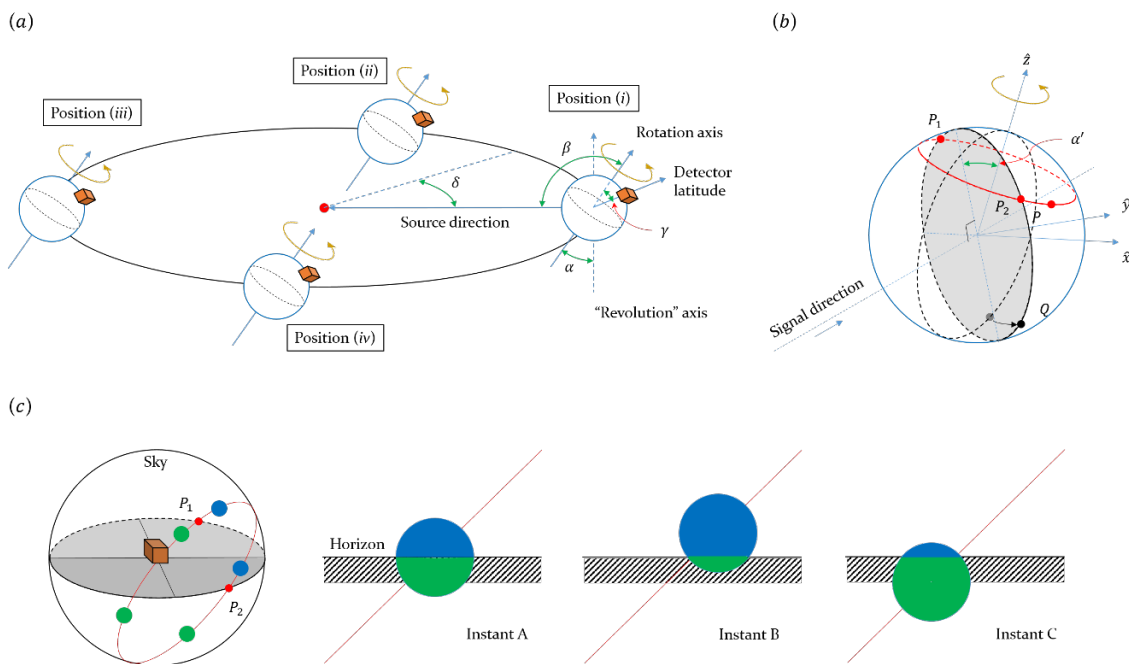 (a)
(b)
Position (ii)
Position (i)
Position (iii)
Rotation axis
Detector
latitude
β
δ
Source direction
γ
α
"Revolution" axis
Position (iv)
ẑ
P₁
α′
P₂
P
ŷ
x̂
Signal direction
Q
(c)
Sky
P₁
P₂
Horizon
Instant A
Instant B
Instant C